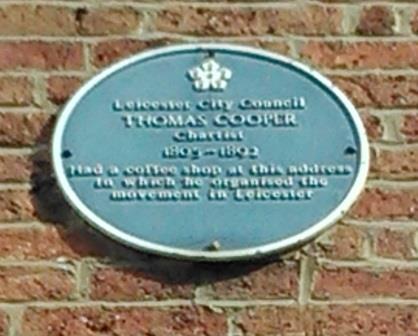 Leicester City Council
THOMAS COOPER
Chartist
1805-1892
Had a coffee shop at this address
in which he organised the
movement in Leicester